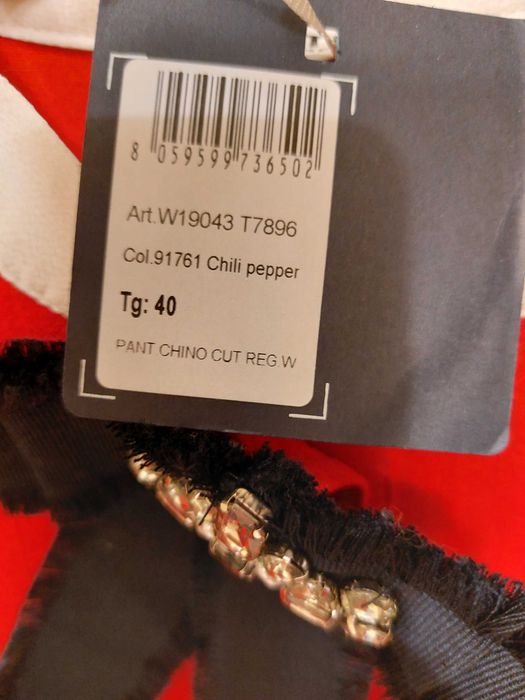 8 059599 736502
Art.W19043 T7896
Col.91761 Chili pepper
Tg: 40
PANT CHINO CUT REG.W